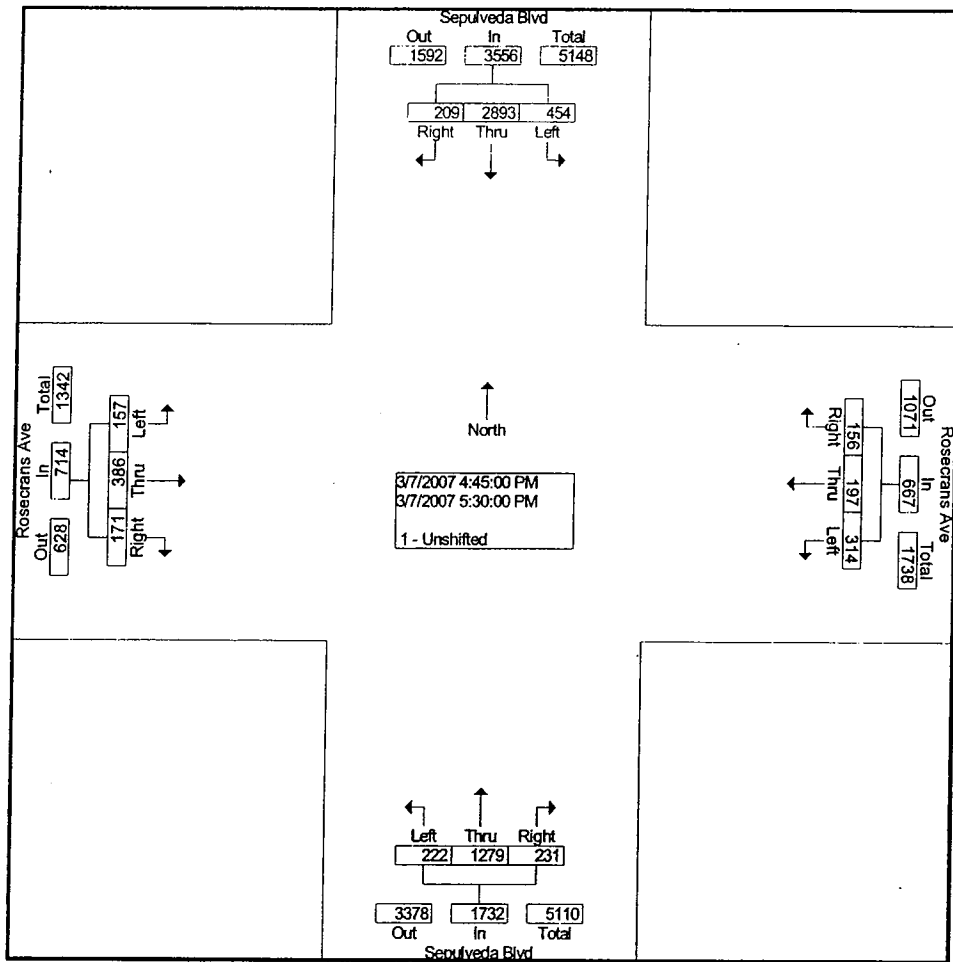 Sepulveda Blvd
Out In Total
1592 3556 5148
209 2893 454
Right Thru Left
Rosecrans Ave
Total In Out
1342 714 628
157 386 171
Left Thru Right
North
3/7/2007 4:45:00 PM
3/7/2007 5:30:00 PM
1 - Unshifted
Right Thru Left
156 197 314
Out In Total
1071 667 1738
Rosecrans Ave
Left Thru Right
222 1279 231
3378 1732 5110
Out In Total
Sepulveda Blvd